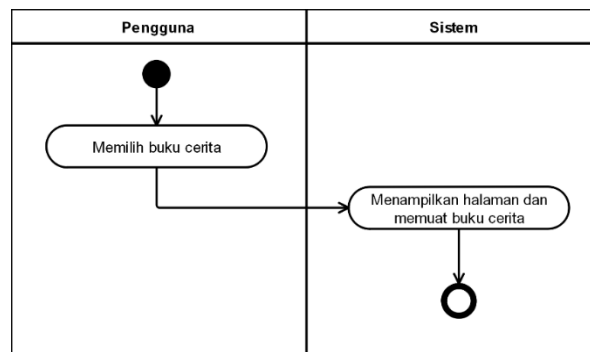 Pengguna
Sistem
Memilih buku cerita
Menampilkan halaman dan
memuat buku cerita